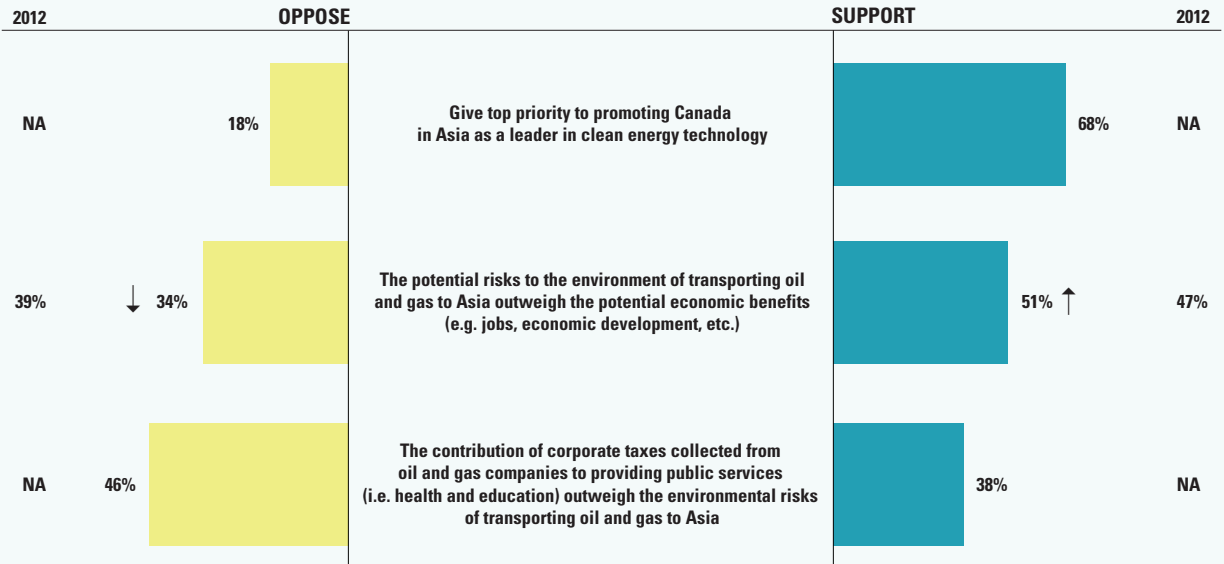 2012 OPPOSE SUPPORT 2012
NA 18% Give top priority to promoting Canada
in Asia as a leader in clean energy technology 68% NA
39% ↓ 34% The potential risks to the environment of transporting oil
and gas to Asia outweigh the potential economic benefits
(e.g. jobs, economic development, etc.) 51% ↑ 47%
NA 46% The contribution of corporate taxes collected from
oil and gas companies to providing public services
(i.e. health and education) outweigh the environmental risks
of transporting oil and gas to Asia 38% NA